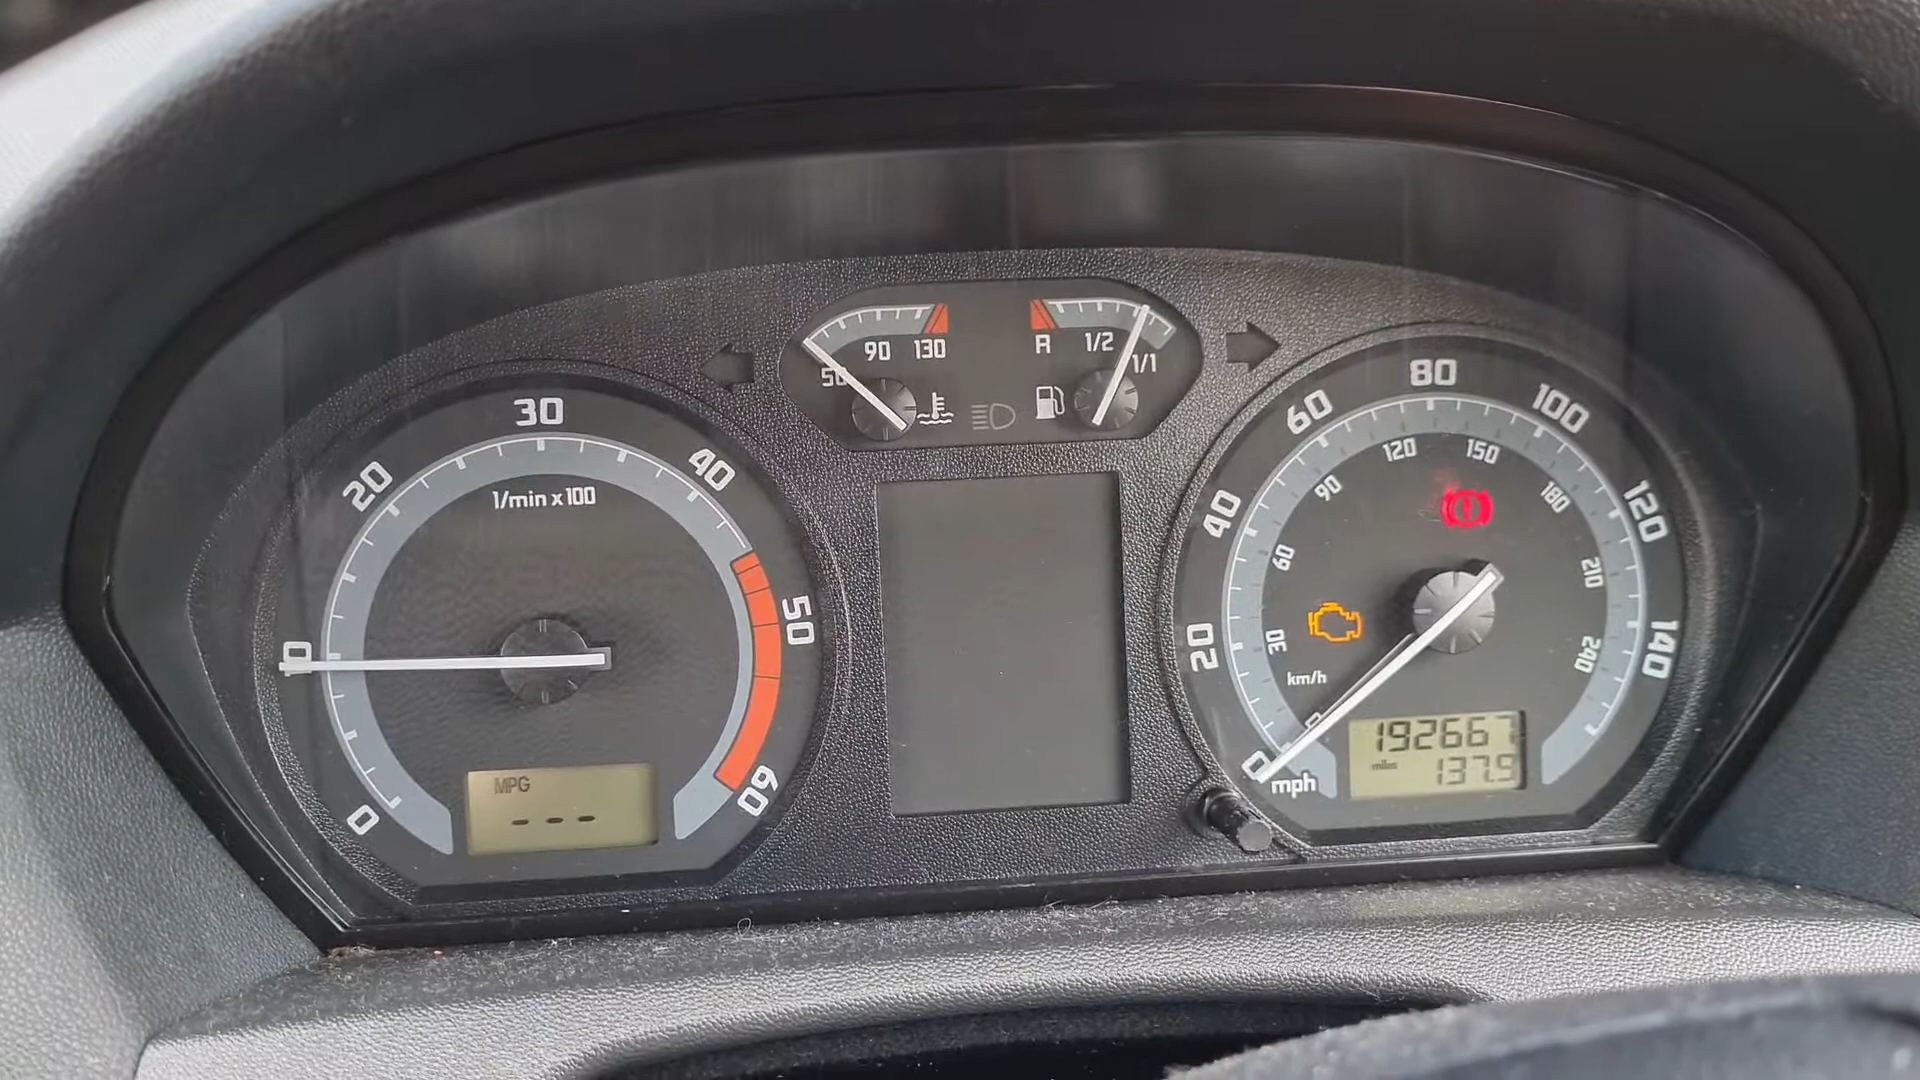 50 90 130
R 1/2 1/1
0 10 20 30 40 50 60
1/min x 100
MPG
---
0 20 40 60 80 100 120 140
mph
30 60 90 120 150 180 210 240
km/h
192667
miles
137.9